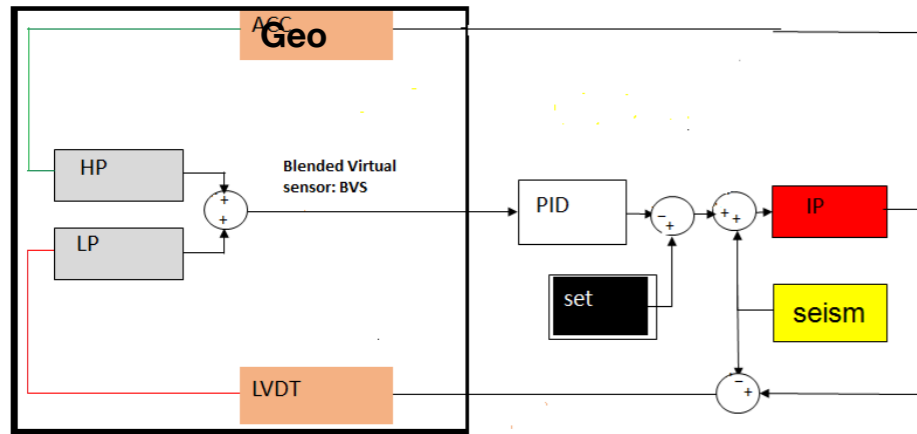 ACC
Geo
HP
Blended Virtual
sensor: BVS
+
+
LP
PID
−
+
+ +
IP
set
seism
LVDT
−
+